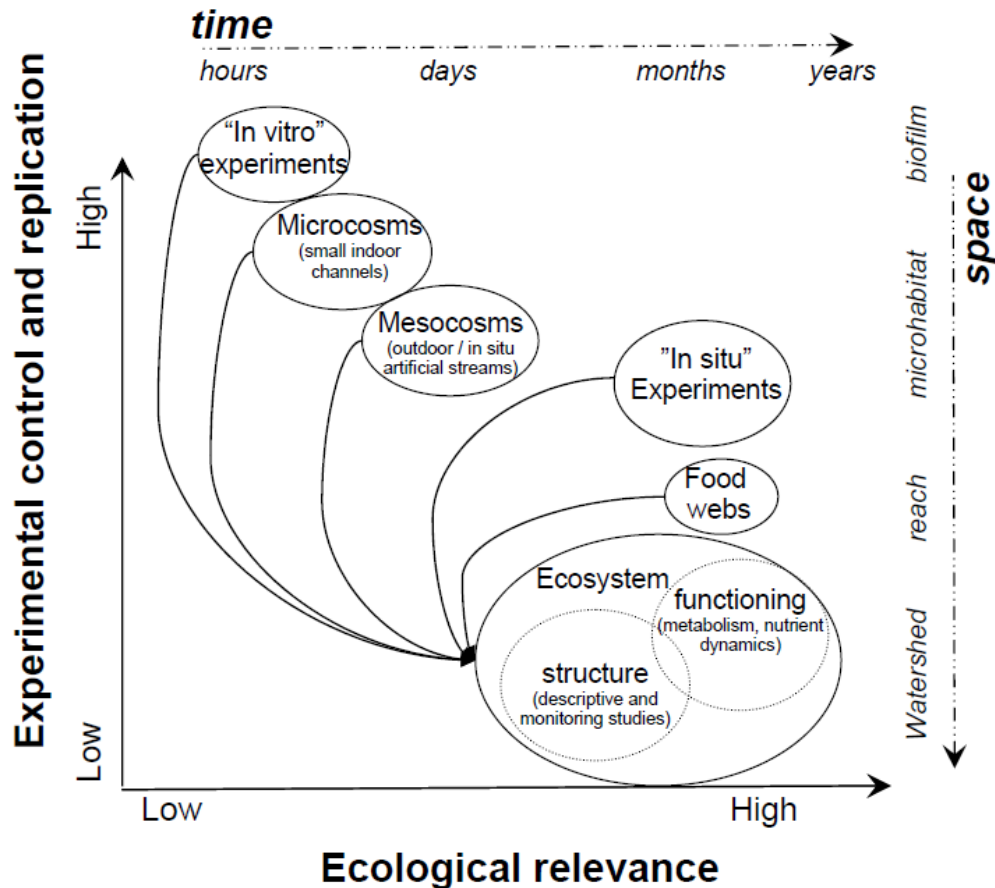 time
hours days months years
Experimental control and replication
High
Low
"In vitro"
experiments
Microcosms
(small indoor
channels)
Mesocosms
(outdoor / in situ
artificial streams)
"In situ"
Experiments
Food
webs
Ecosystem
functioning
(metabolism, nutrient
dynamics)
structure
(descriptive and
monitoring studies)
biofilm
microhabitat
reach
Watershed
space
Low High
Ecological relevance